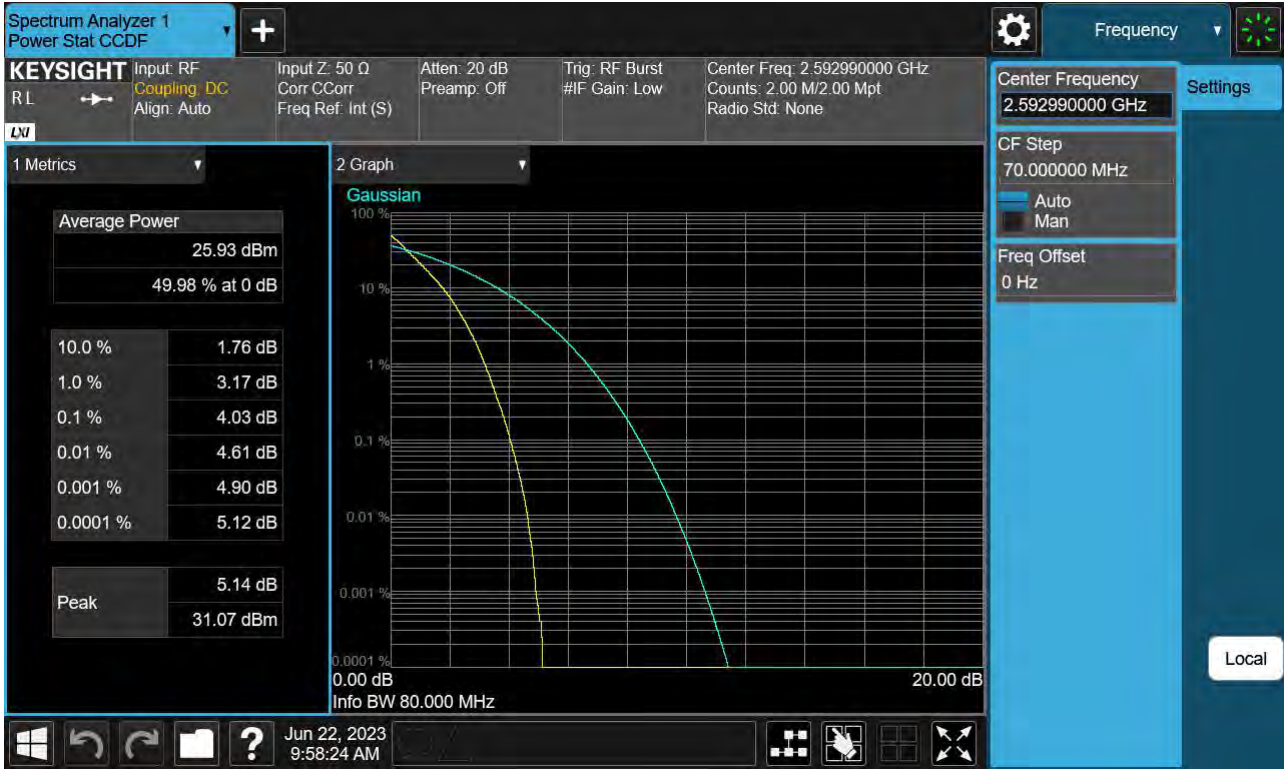 Spectrum Analyzer 1
Power Stat CCDF
Frequency
KEYSIGHT
R L
LXI
Input: RF
Coupling: DC
Align: Auto
Input Z: 50 Ω
Corr CCorr
Freq Ref: Int (S)
Atten: 20 dB
Preamp: Off
Trig: RF Burst
#IF Gain: Low
Center Freq: 2.592990000 GHz
Counts: 2.00 M/2.00 Mpt
Radio Std: None
Center Frequency
2.592990000 GHz
Settings
CF Step
70.000000 MHz
Auto
Man
Freq Offset
0 Hz
Local
1 Metrics
Average Power
25.93 dBm
49.98 % at 0 dB
10.0 % 1.76 dB
1.0 % 3.17 dB
0.1 % 4.03 dB
0.01 % 4.61 dB
0.001 % 4.90 dB
0.0001 % 5.12 dB
Peak
5.14 dB
31.07 dBm
2 Graph
Gaussian
100 %
10 %
1 %
0.1 %
0.01 %
0.001 %
0.0001 %
0.00 dB 20.00 dB
Info BW 80.000 MHz
?
Jun 22, 2023
9:58:24 AM